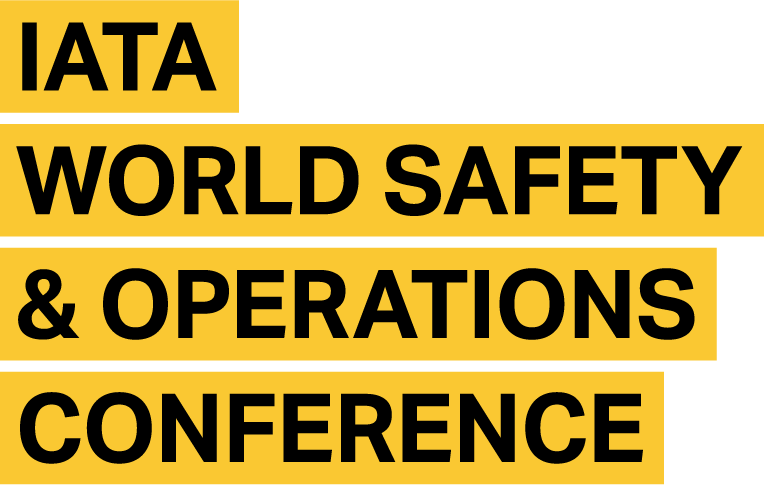 IATA
WORLD SAFETY
& OPERATIONS
CONFERENCE